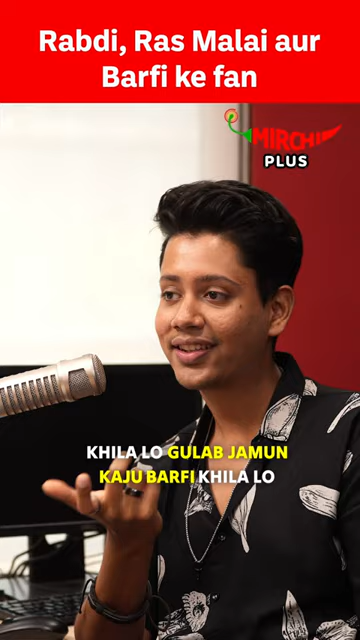 Rabdi, Ras Malai aur
Barfi ke fan
MIRCHI
PLUS
KHILA LO GULAB JAMUN
KAJU BARFI KHILA LO